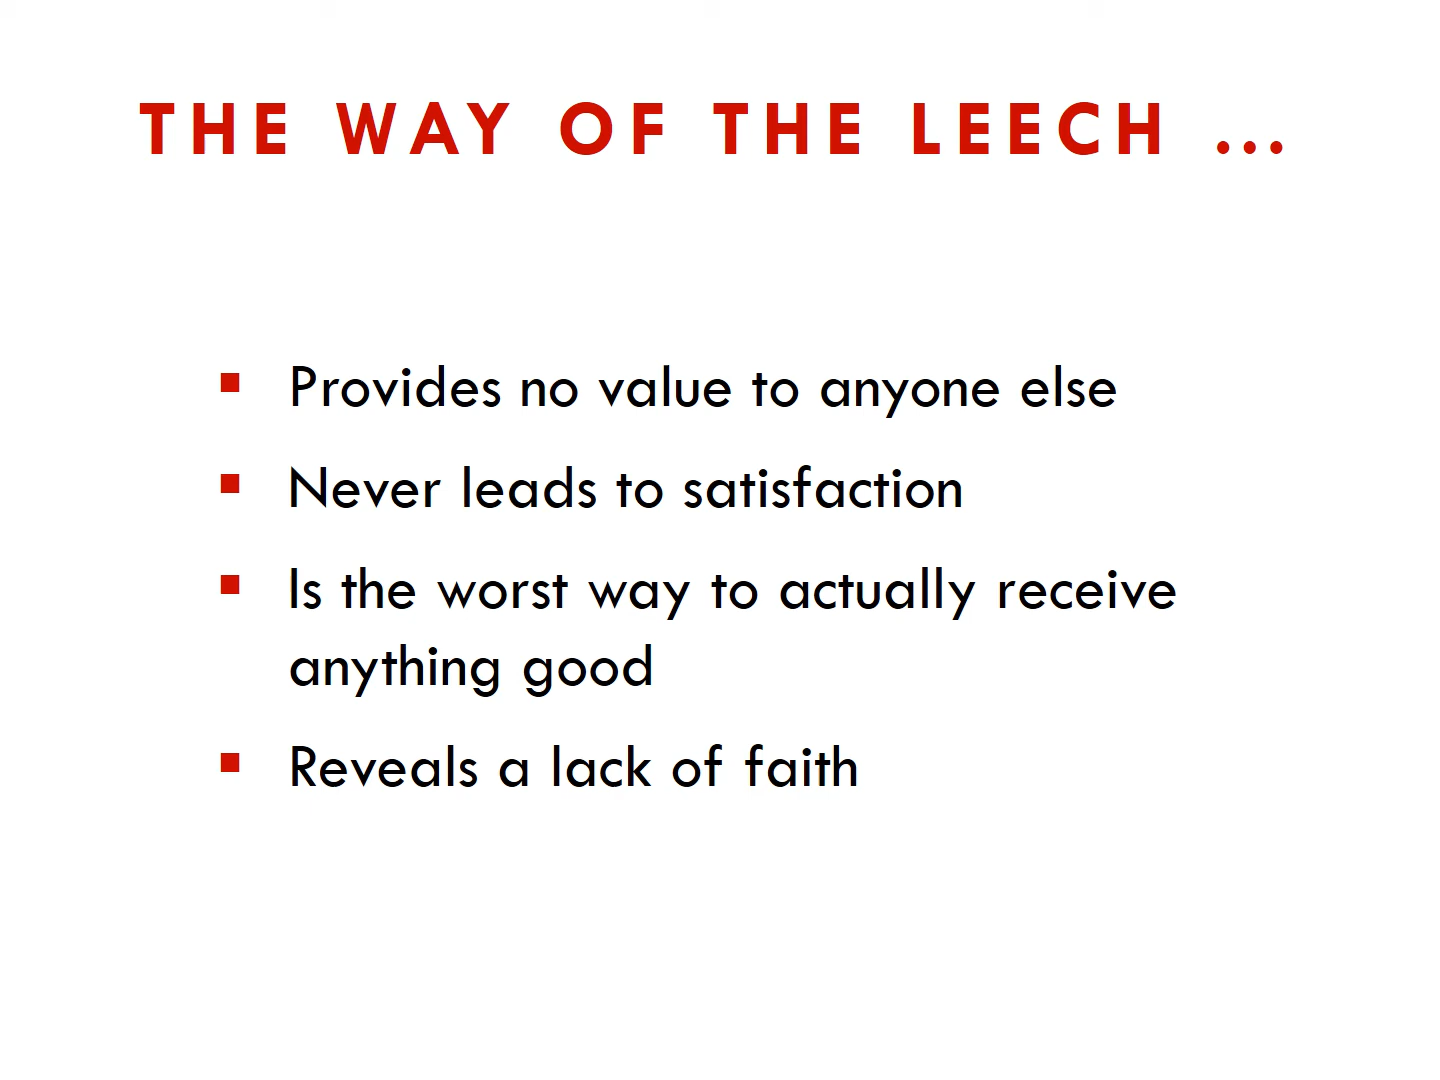 THE WAY OF THE LEECH ...
▪ Provides no value to anyone else
▪ Never leads to satisfaction
▪ Is the worst way to actually receive
anything good
▪ Reveals a lack of faith